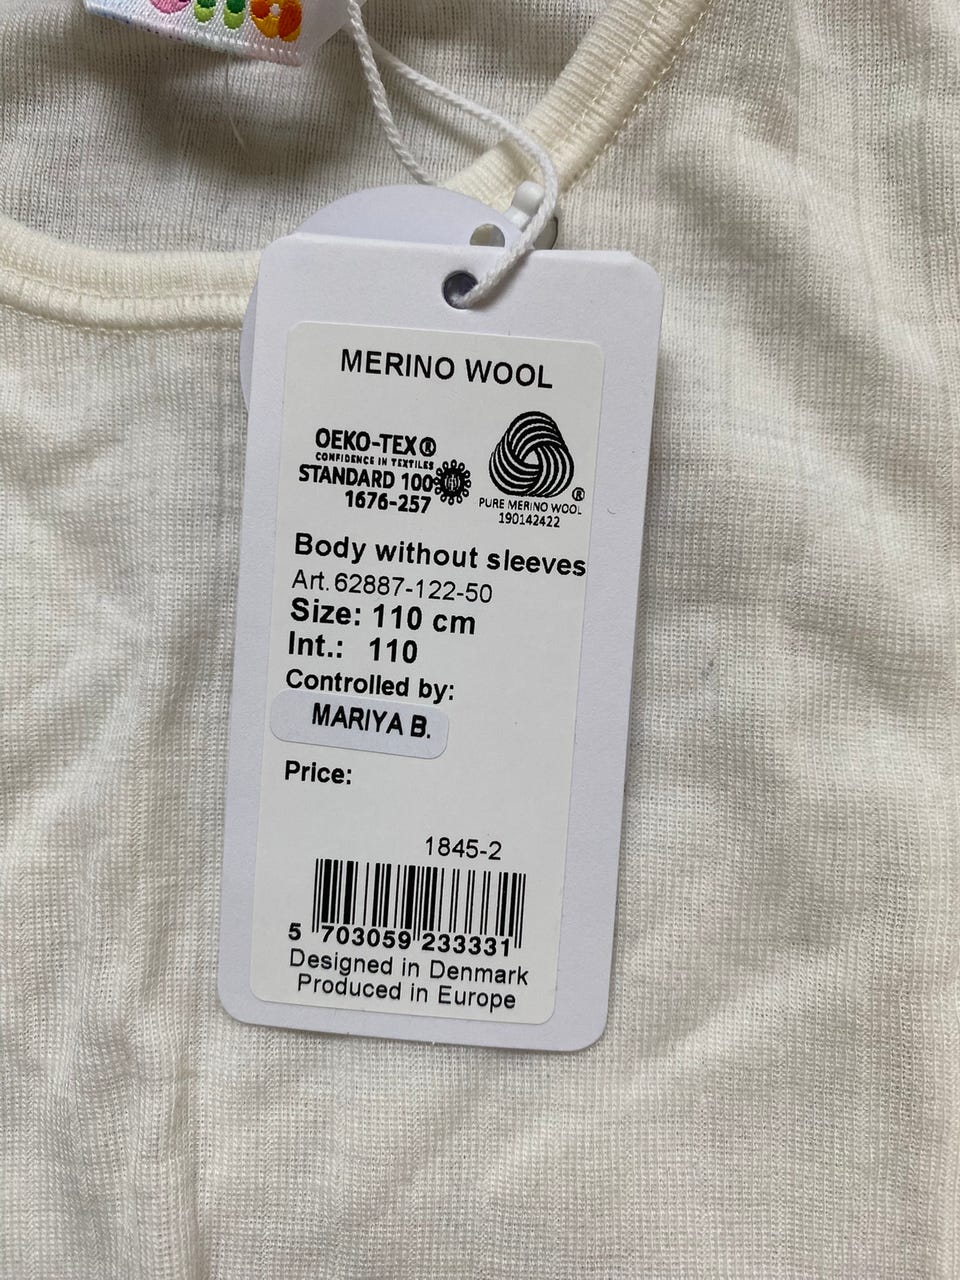 MERINO WOOL
OEKO-TEX®
CONFIDENCE IN TEXTILES
STANDARD 100
1676-257
®
PURE MERINO WOOL
190142422
Body without sleeves
Art. 62887-122-50
Size: 110 cm
Int.: 110
Controlled by:
MARIYA B.
Price:
1845-2
5 703059 233331
Designed in Denmark
Produced in Europe